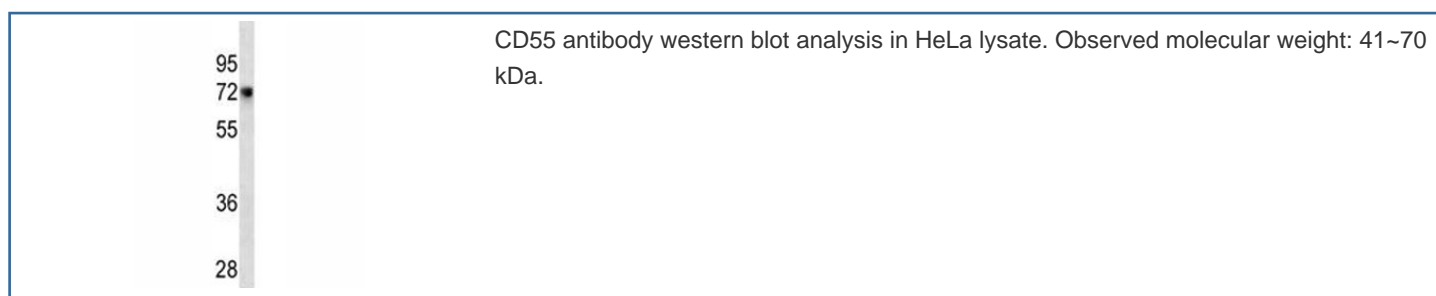 95
72
55
36
28
CD55 antibody western blot analysis in HeLa lysate. Observed molecular weight: 41~70
kDa.